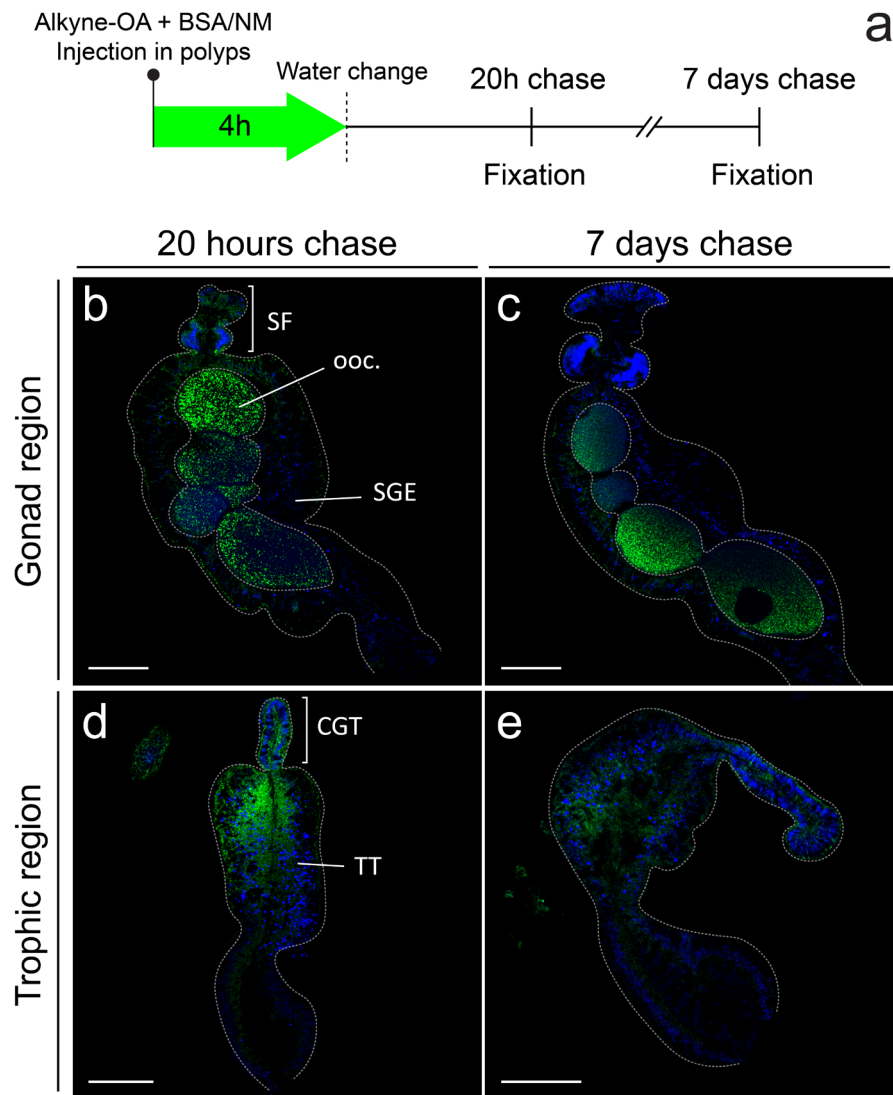 a
Alkyne-OA + BSA/NM
Injection in polyps
Water change
20h chase
7 days chase
4h
Fixation
Fixation
20 hours chase
7 days chase
Gonad region
b
SF
ooc.
SGE
c
Trophic region
d
CGT
TT
e